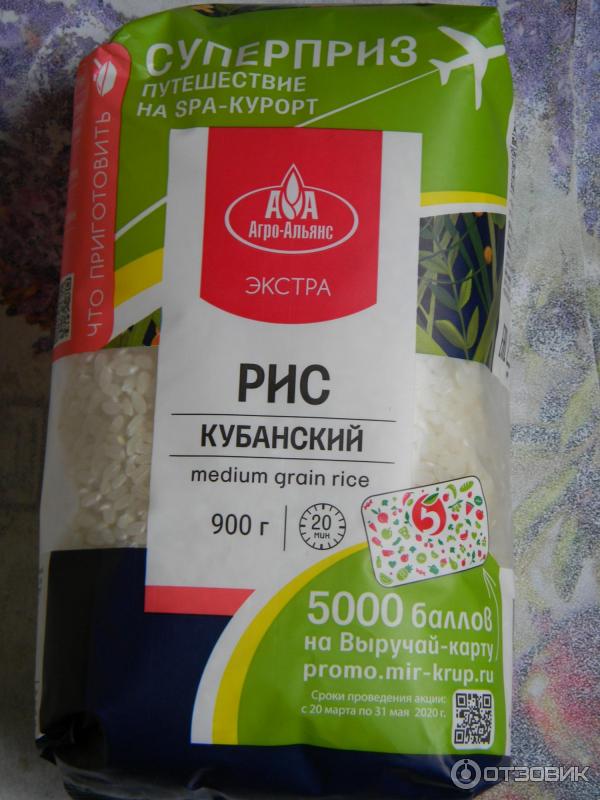 СУПЕРПРИЗ
ПУТЕШЕСТВИЕ
НА SPA-КУРОРТ
ЧТО ПРИГОТОВИТЬ
АА
Агро-Альянс
ЭКСТРА
РИС
КУБАНСКИЙ
medium grain rice
900 г
20
мин
5
5000 баллов
на Выручай-карту
promo.mir-krup.ru
Сроки проведения акции:
с 20 марта по 31 мая 2020 г.
ОТЗОВИК